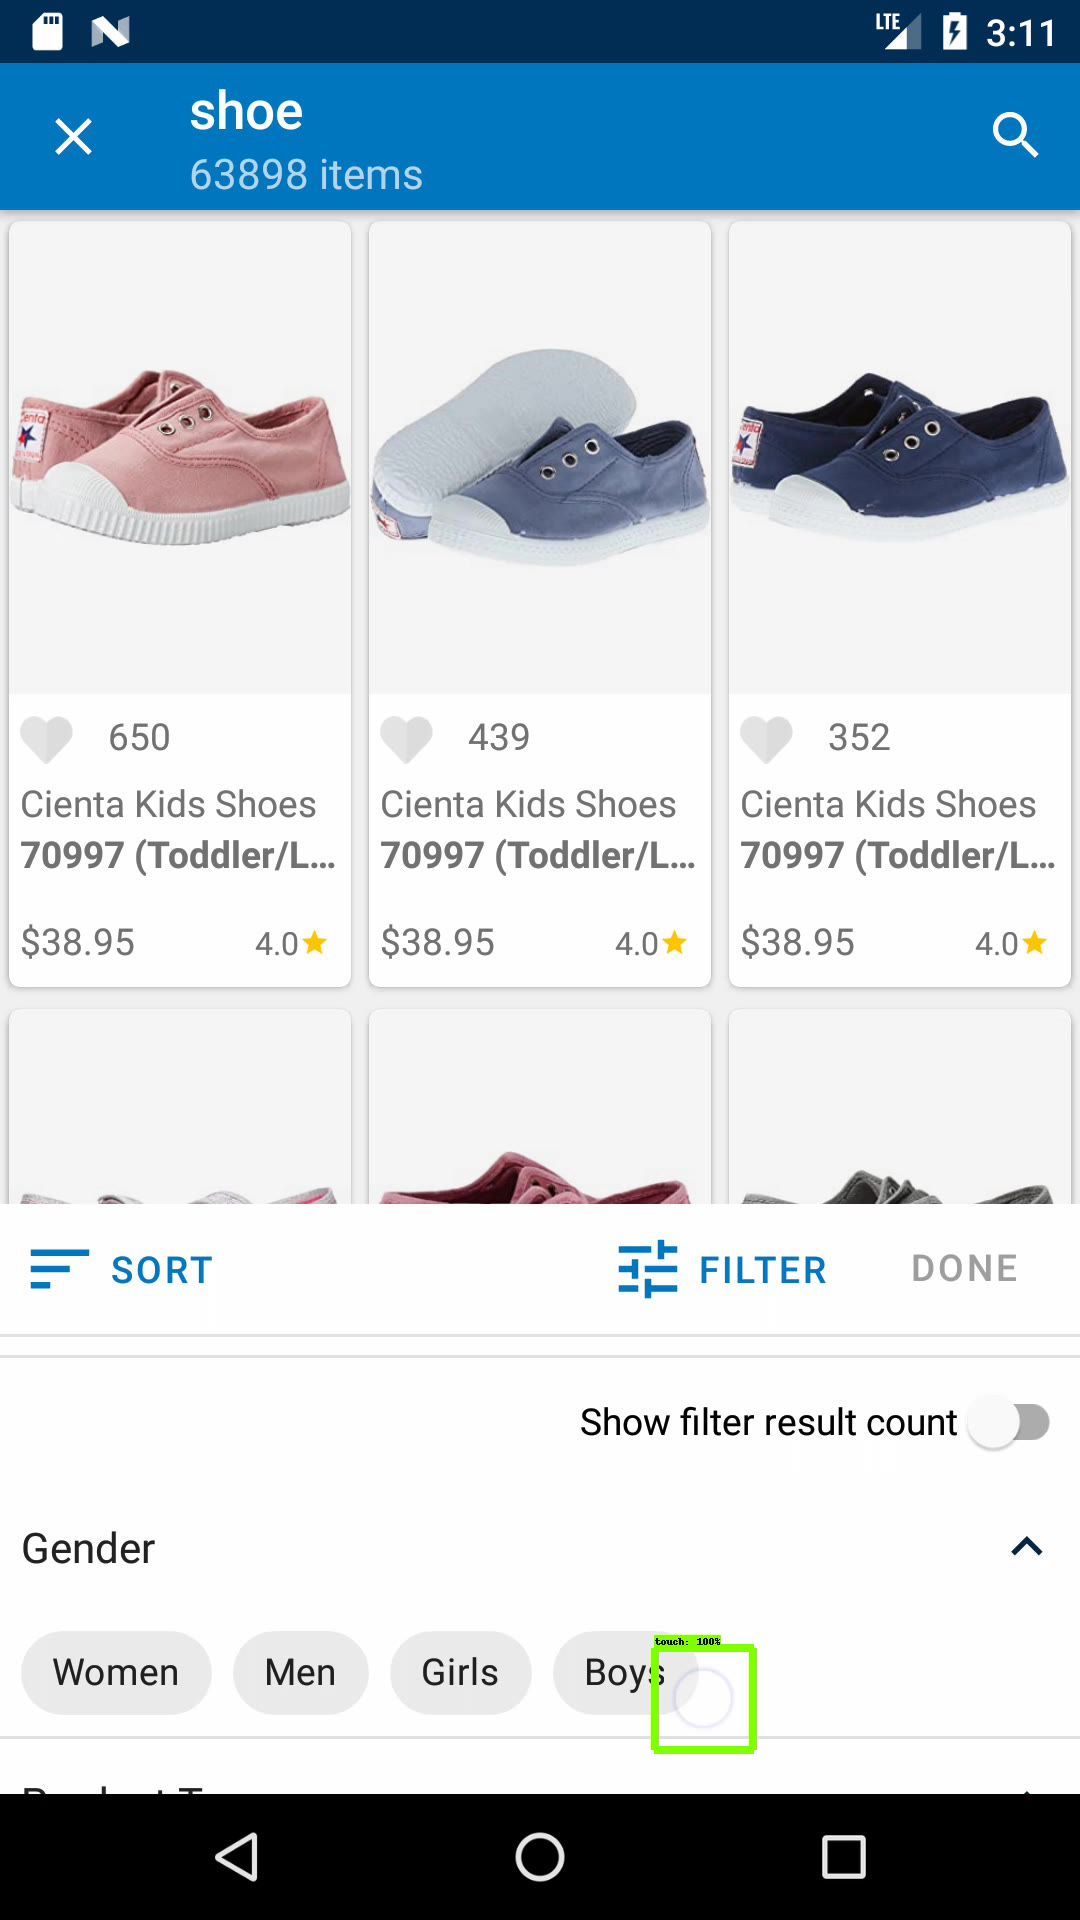 LTE 3:11
shoe
63898 items
650
439
352
Cienta Kids Shoes
70997 (Toddler/L...
Cienta Kids Shoes
70997 (Toddler/L...
Cienta Kids Shoes
70997 (Toddler/L...
$38.95 4.0
$38.95 4.0
$38.95 4.0
SORT
FILTER
DONE
Show filter result count
Gender
touch: 100%
Women
Men
Girls
Boys